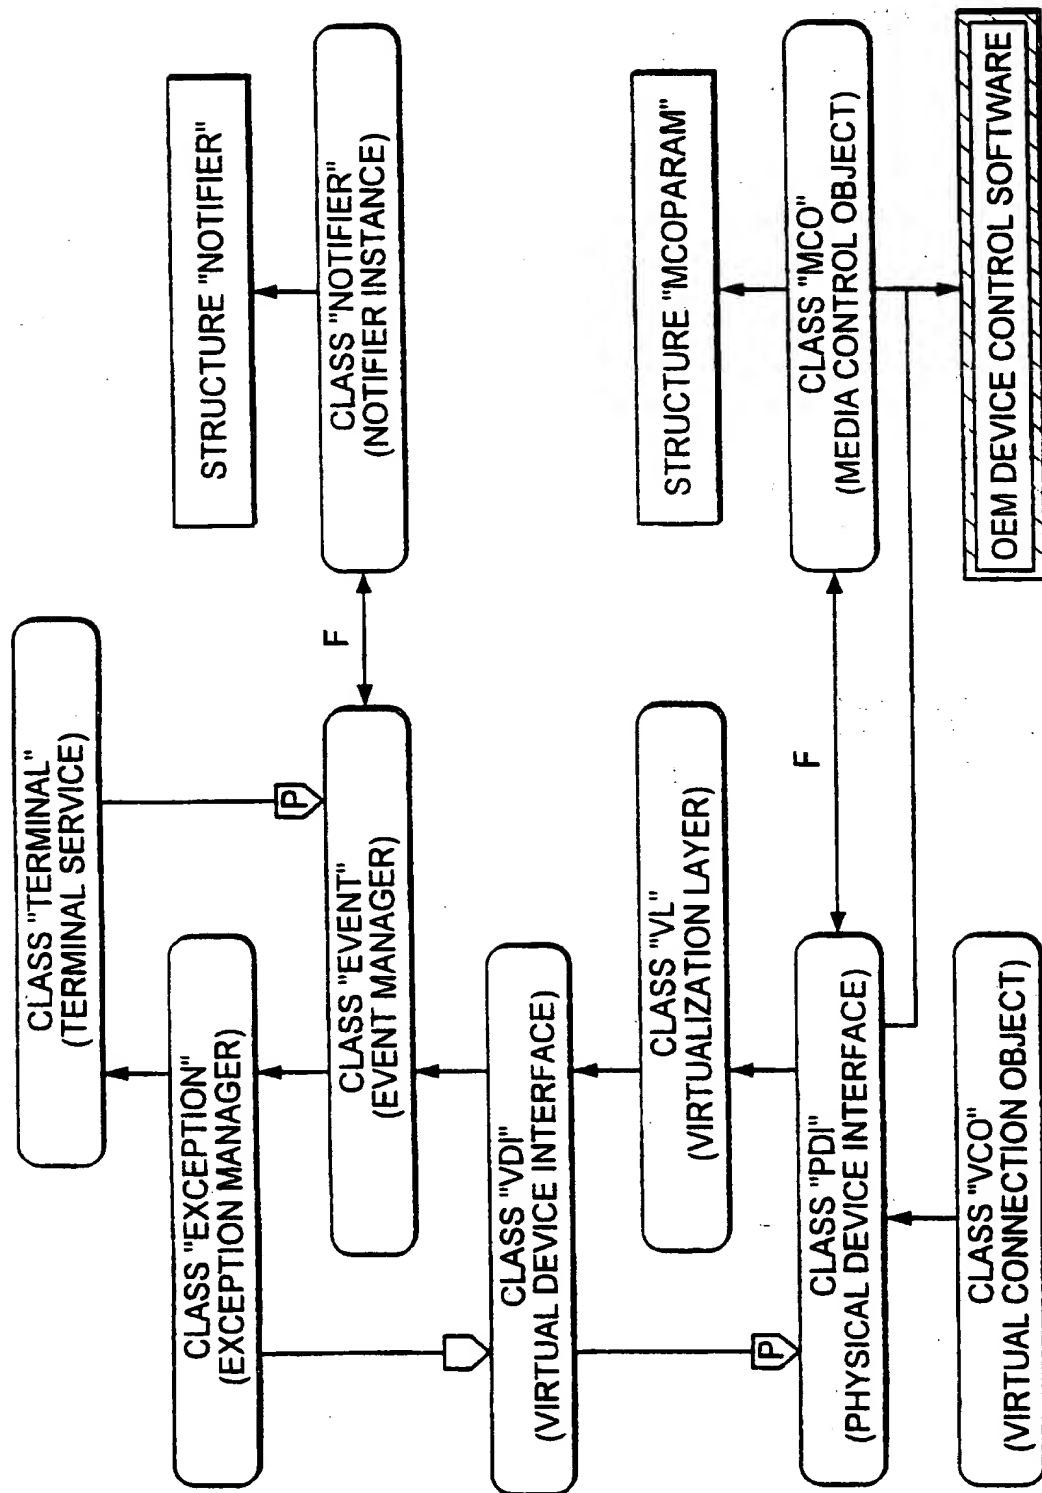 CLASS "TERMINAL"
(TERMINAL SERVICE)
CLASS "EXCEPTION"
(EXCEPTION MANAGER)
STRUCTURE "NOTIFIER"
P
CLASS "EVENT"
(EVENT MANAGER)
F
CLASS "NOTIFIER"
(NOTIFIER INSTANCE)
CLASS "VDI"
(VIRTUAL DEVICE INTERFACE)
CLASS "VL"
(VIRTUALIZATION LAYER)
STRUCTURE "MCOPARAM"
P
CLASS "PDI"
(PHYSICAL DEVICE INTERFACE)
F
CLASS "MCO"
(MEDIA CONTROL OBJECT)
CLASS "VCO"
(VIRTUAL CONNECTION OBJECT)
OEM DEVICE CONTROL SOFTWARE